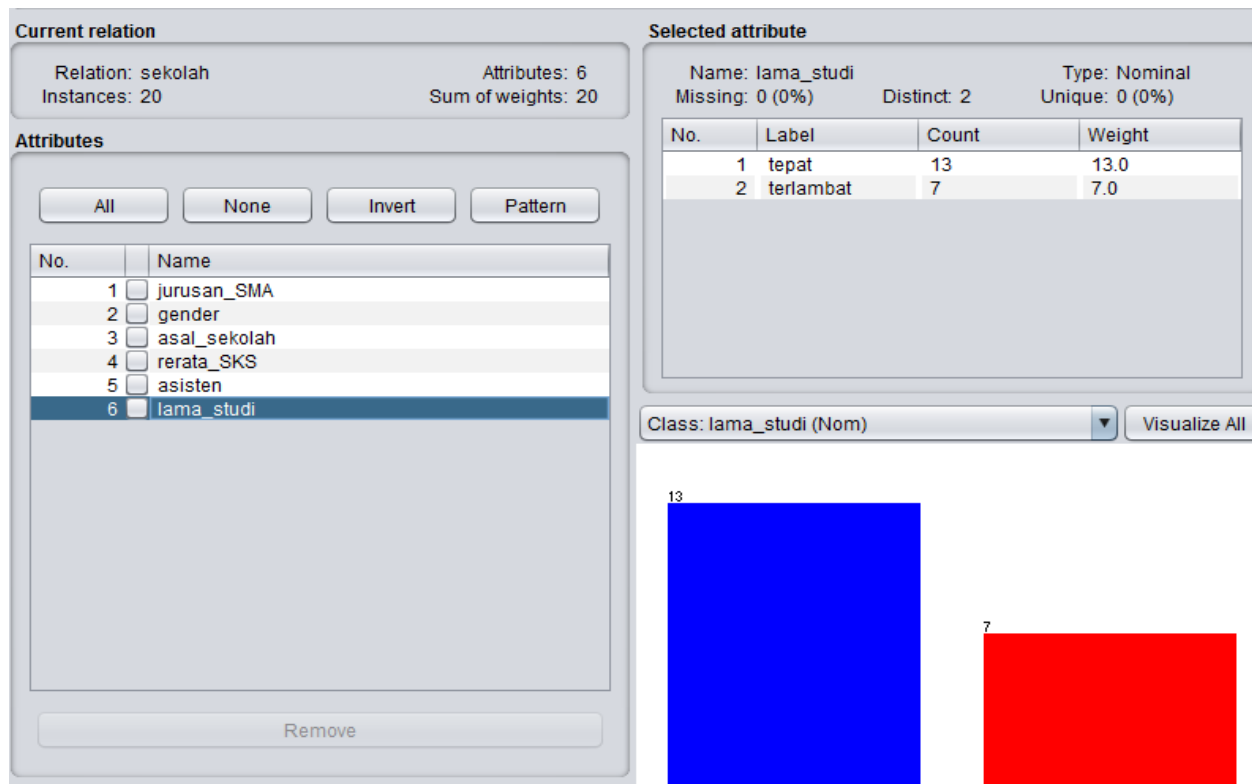 Current relation
Relation: sekolah Attributes: 6
Instances: 20 Sum of weights: 20
Attributes
All None Invert Pattern
No. Name
1 jurusan_SMA
2 gender
3 asal_sekolah
4 rerata_SKS
5 asisten
6 lama_studi
Remove
Selected attribute
Name: lama_studi Type: Nominal
Missing: 0 (0%) Distinct: 2 Unique: 0 (0%)
No. Label Count Weight
1 tepat 13 13.0
2 terlambat 7 7.0
Class: lama_studi (Nom) Visualize All
13
7